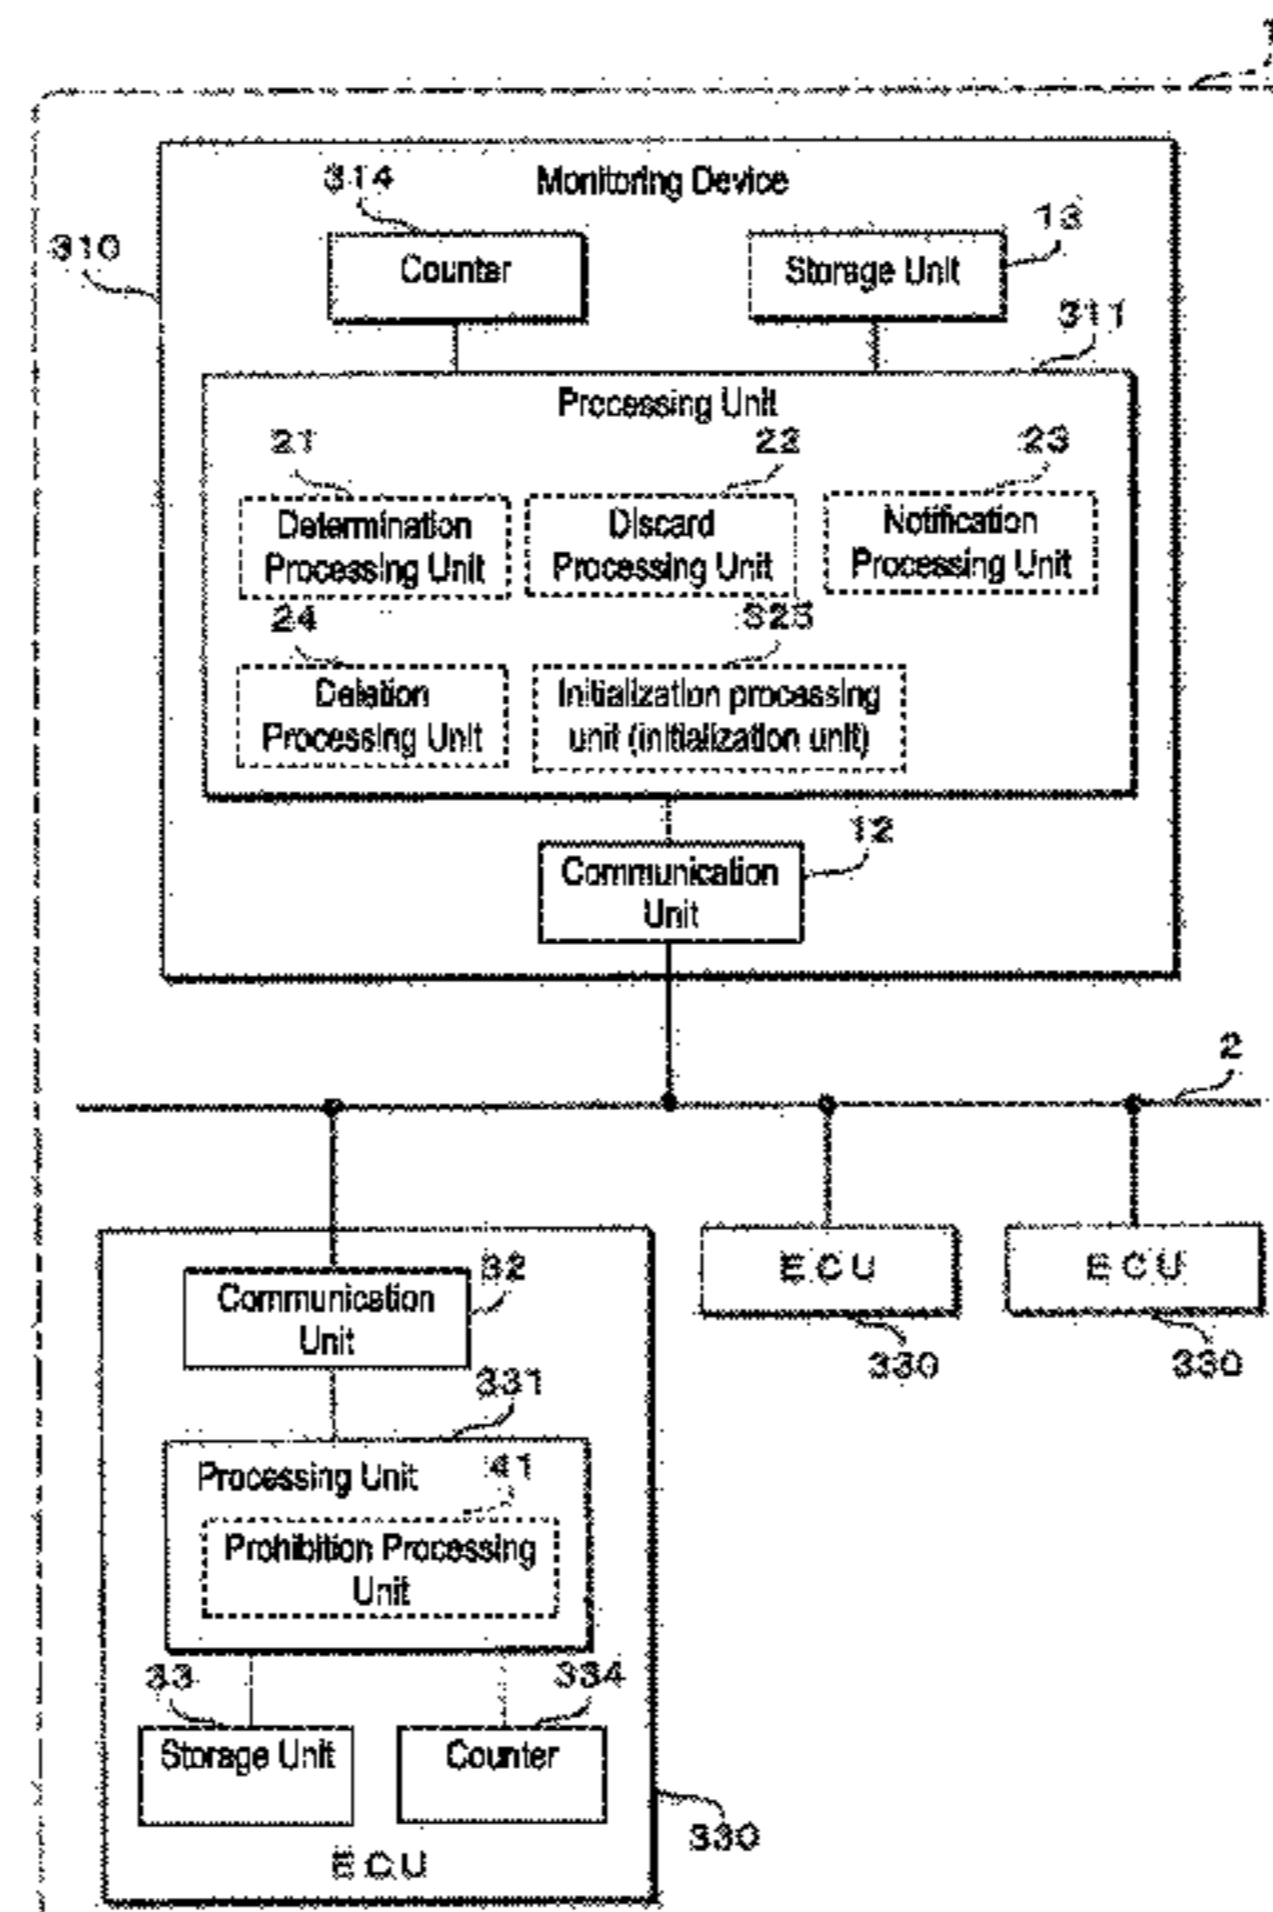 1
314
Monitoring Device
13
310
Counter
Storage Unit
311
Processing Unit
21
22
23
Determination
Processing Unit
Discard
Processing Unit
Notification
Processing Unit
24
325
Deletion
Processing Unit
Initialization processing
unit (initialization unit)
12
Communication
Unit
2
32
Communication
Unit
ECU
ECU
330
330
331
Processing Unit
41
Prohibition Processing
Unit
33
334
Storage Unit
Counter
330
ECU